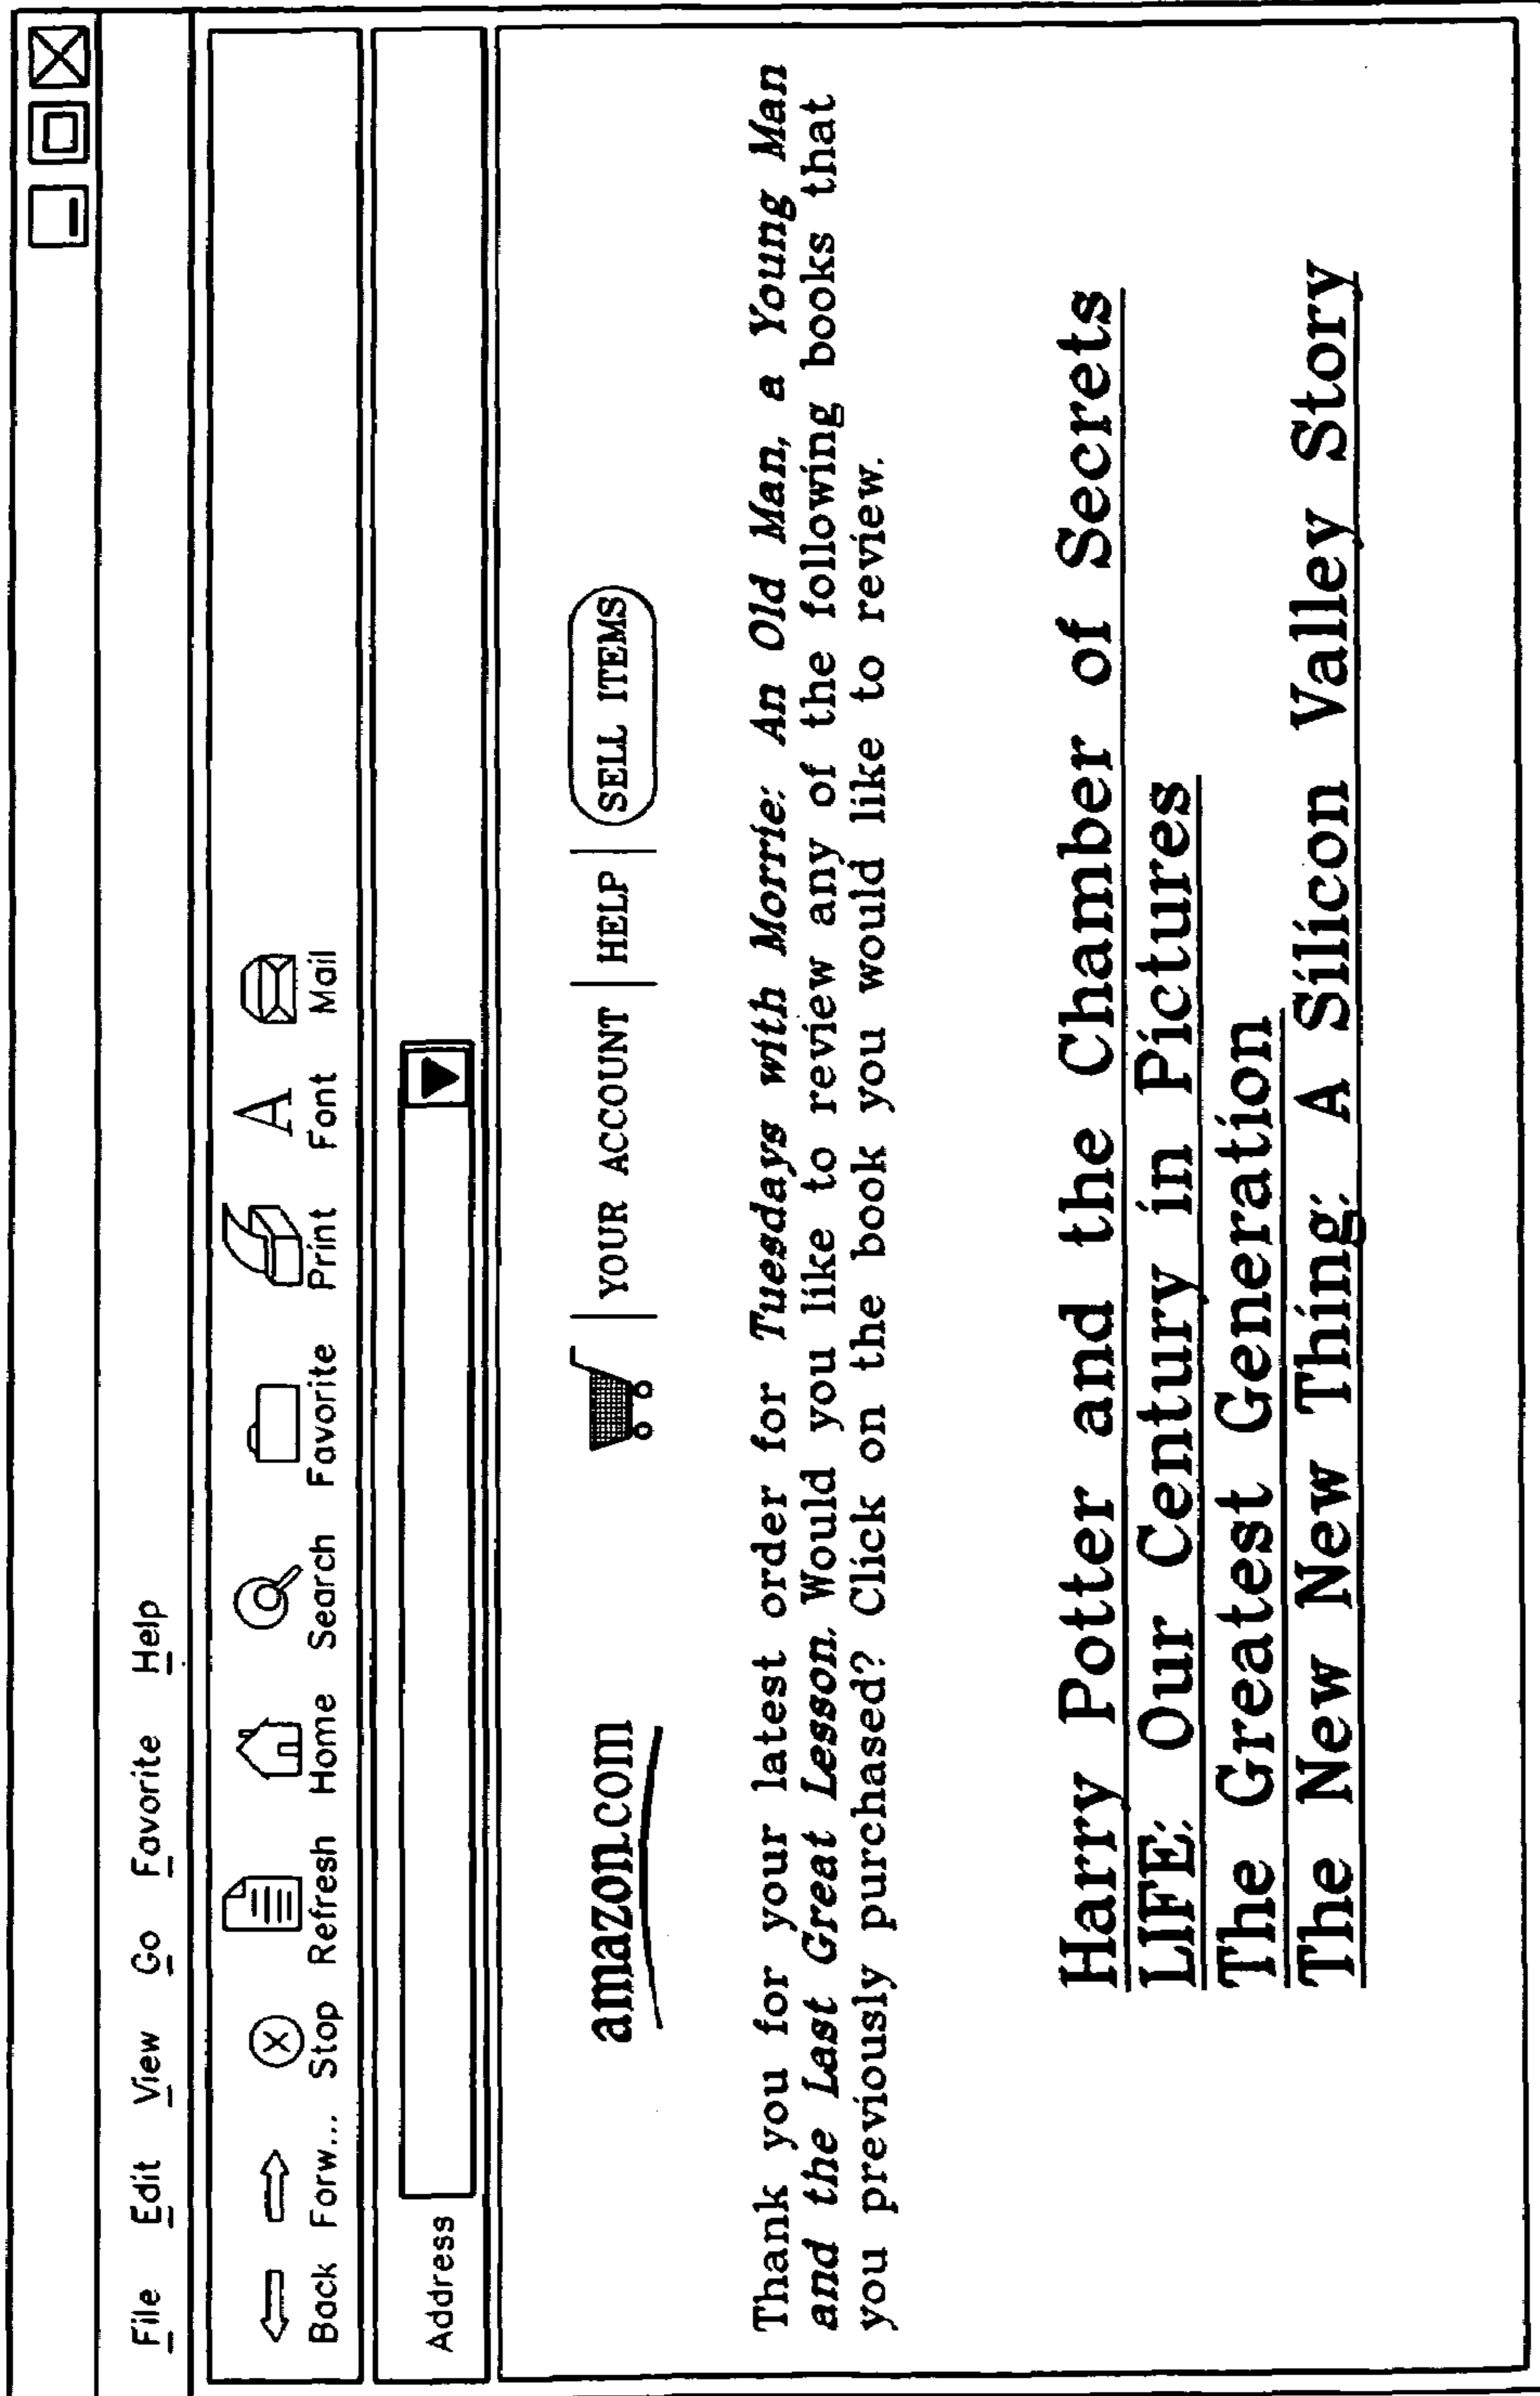 File Edit View Go Favorite Help
Back Forw... Stop Refresh Home Search Favorite Print Font Mail
Address
amazon.com YOUR ACCOUNT HELP SELL ITEMS
Thank you for your latest order for Tuesdays with Morrie: An Old Man, a Young Man
and the Last Great Lesson. Would you like to review any of the following books that
you previously purchased? Click on the book you would like to review.
Harry Potter and the Chamber of Secrets
LIFE: Our Century in Pictures
The Greatest Generation
The New New Thing: A Silicon Valley Story